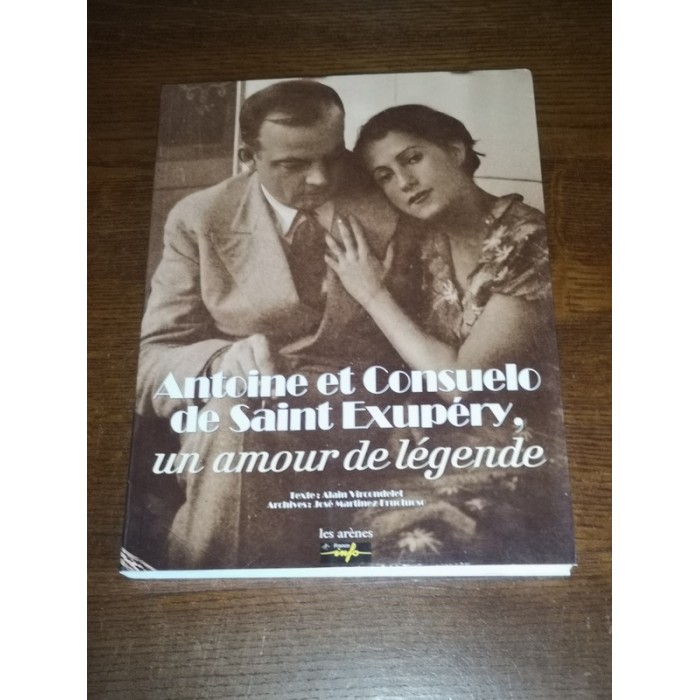 Antoine et Consuelo
de Saint Exupéry,
un amour de légende
Texte : Alain Vircondelet
Archives : José Martinez Fructuoso
les arènes
France
info